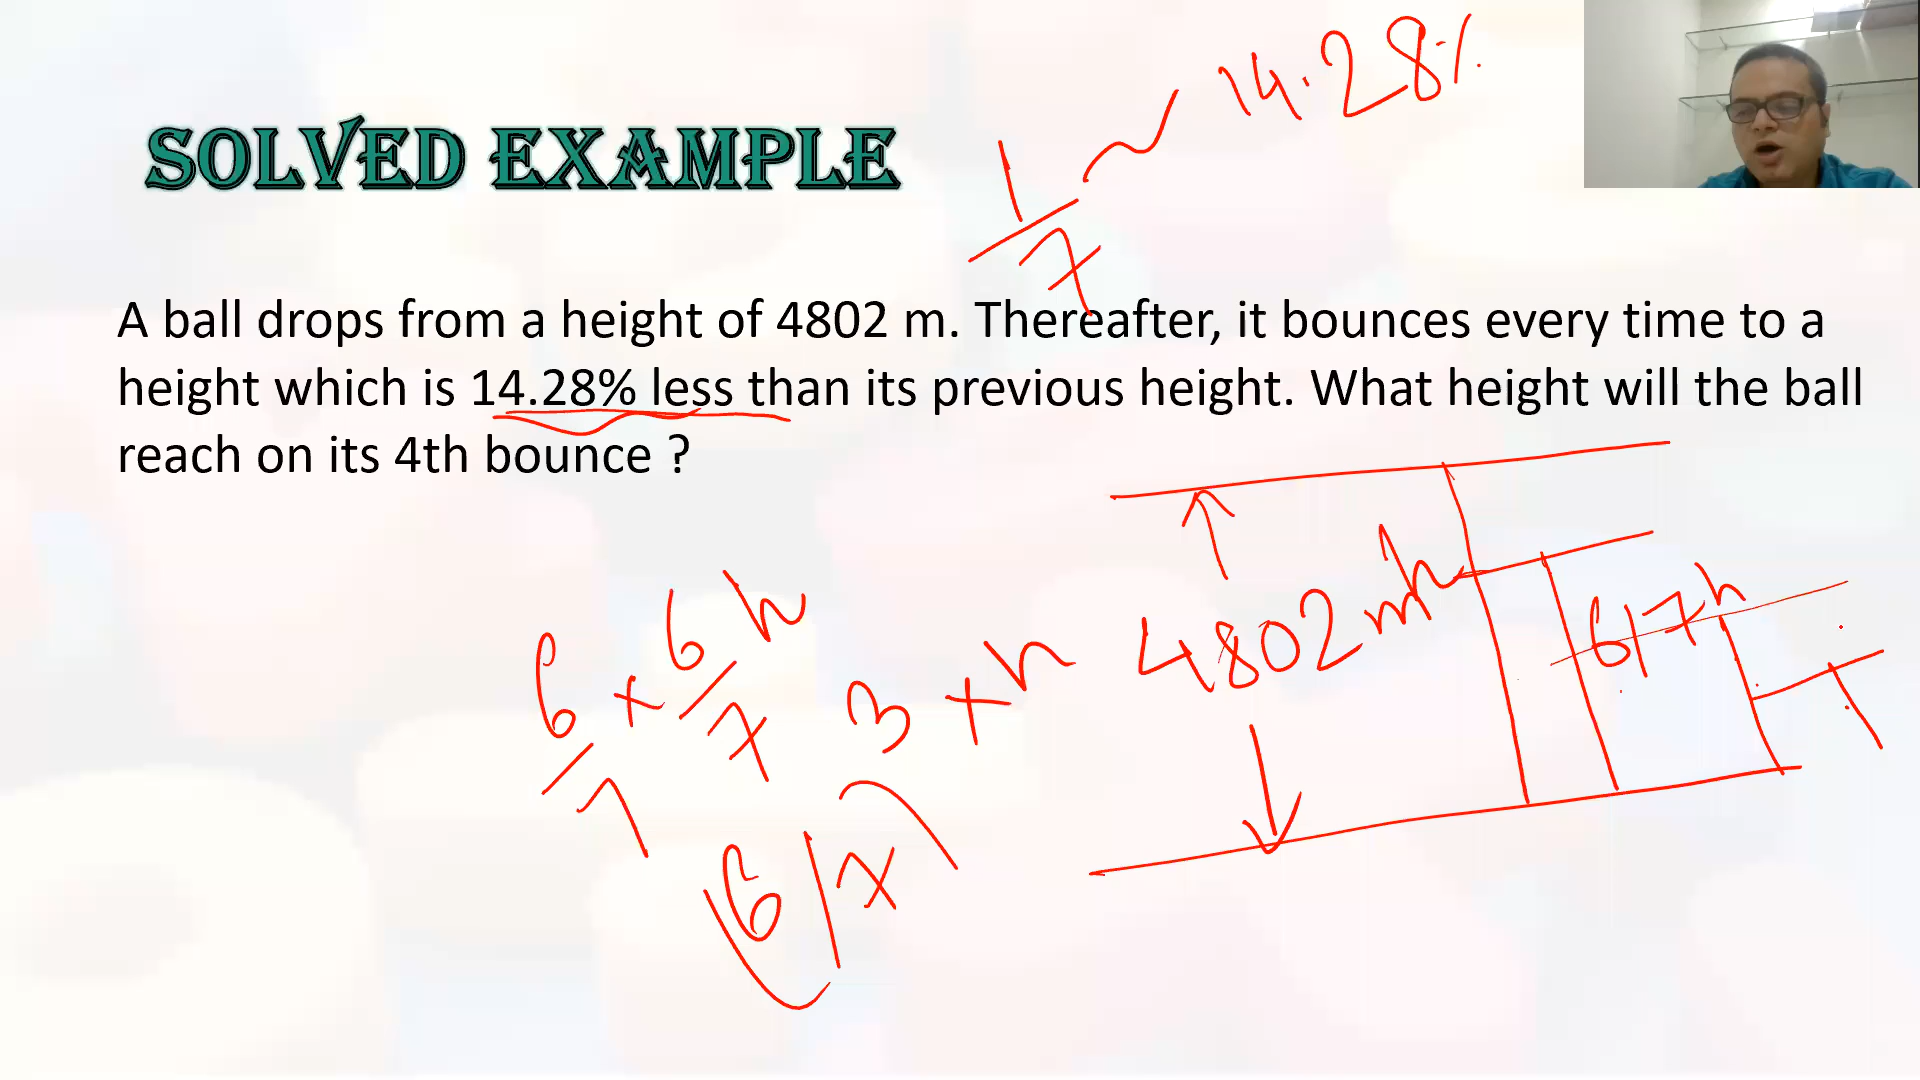 14.28%
SOLVED EXAMPLE
1/7
A ball drops from a height of 4802 m. Thereafter, it bounces every time to a
height which is 14.28% less than its previous height. What height will the ball
reach on its 4th bounce ?
6/7 × 6/7 h
3 × h
4802 m h
6/7 h
(6/7)